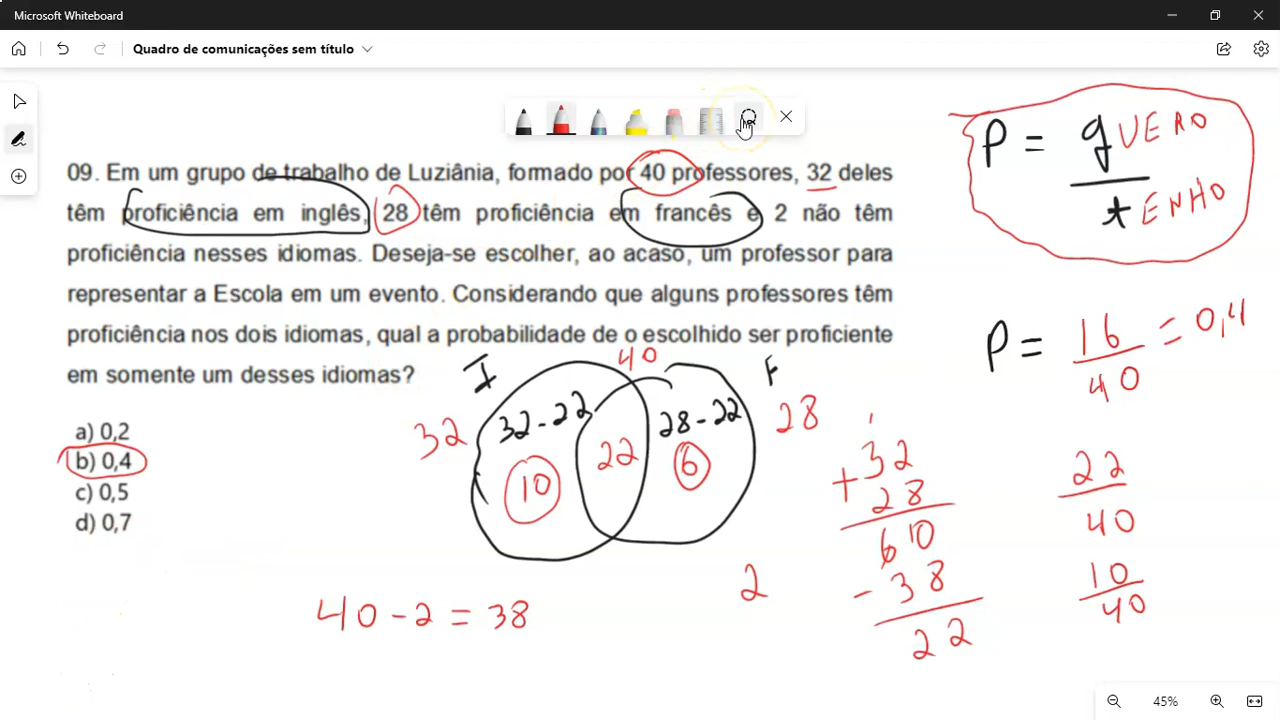 Microsoft Whiteboard
Quadro de comunicações sem título
P = qUERO
tENHO
09. Em um grupo de trabalho de Luziânia, formado por 40 professores, 32 deles
têm proficiência em inglês, 28 têm proficiência em francês e 2 não têm
proficiência nesses idiomas. Deseja-se escolher, ao acaso, um professor para
representar a Escola em um evento. Considerando que alguns professores têm
proficiência nos dois idiomas, qual a probabilidade de o escolhido ser proficiente
em somente um desses idiomas?
P = 16 = 0,4
40
a) 0,2
b) 0,4
c) 0,5
d) 0,7
I 40 F
32 32-22 22 28-22 28
10 6
2
40 - 2 = 38
1
+ 32
28
60
- 38
22
22
40
10
40
45%